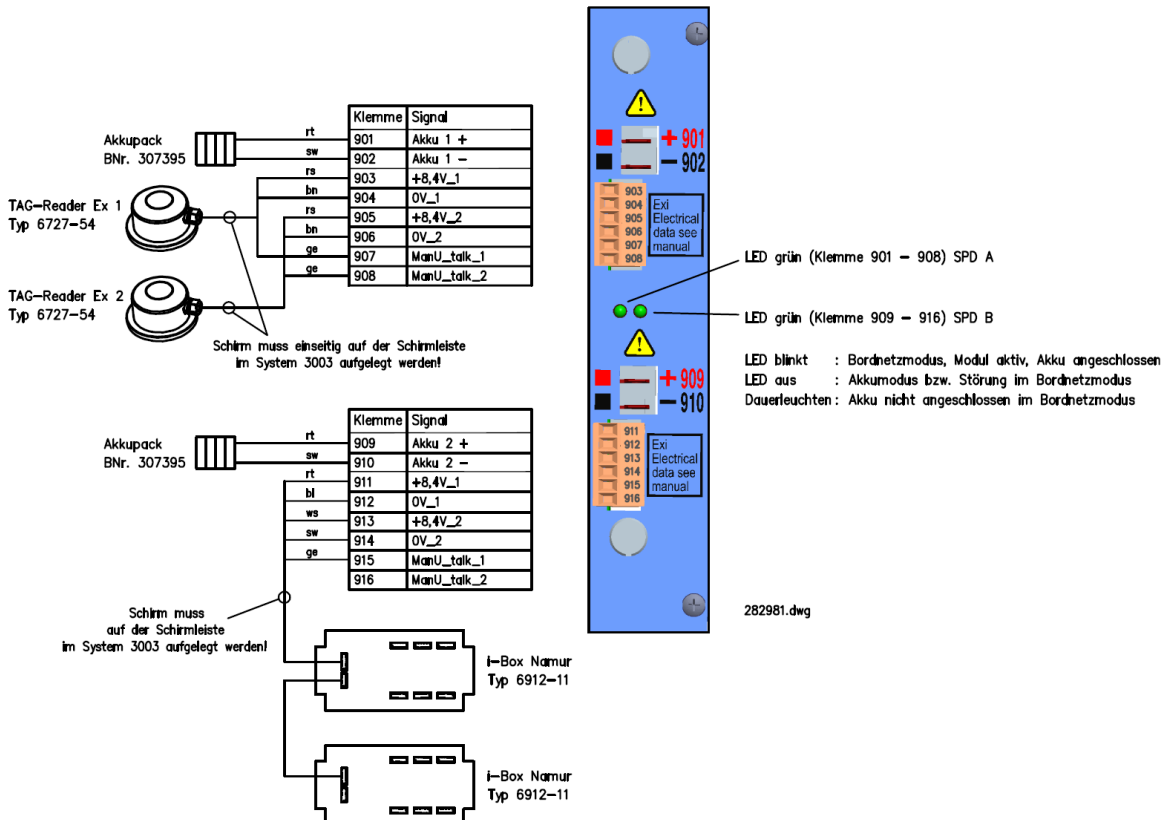 Klemme Signal
Akkupack
BNr. 307395
rt 901 Akku 1 +
sw 902 Akku 1 -
rs 903 +8,4V_1
bn 904 0V_1
rs 905 +8,4V_2
bn 906 0V_2
ge 907 ManU_talk_1
ge 908 ManU_talk_2
TAG-Reader Ex 1
Typ 6727-54
TAG-Reader Ex 2
Typ 6727-54
Schirm muss einseitig auf der Schirmleiste
im System 3003 aufgelegt werden!
Klemme Signal
Akkupack
BNr. 307395
rt 909 Akku 2 +
sw 910 Akku 2 -
rt 911 +8,4V_1
bl 912 0V_1
ws 913 +8,4V_2
sw 914 0V_2
ge 915 ManU_talk_1
916 ManU_talk_2
Schirm muss
auf der Schirmleiste
im System 3003 aufgelegt werden!
i-Box Namur
Typ 6912-11
i-Box Namur
Typ 6912-11
!
+ 901
- 902
903
904
905
906
907
908
Exi
Electrical
data see
manual
!
+ 909
- 910
911
912
913
914
915
916
Exi
Electrical
data see
manual
LED grün (Klemme 901 - 908) SPD A
LED grün (Klemme 909 - 916) SPD B
LED blinkt : Bordnetzmodus, Modul aktiv, Akku angeschlossen
LED aus : Akkumodus bzw. Störung im Bordnetzmodus
Dauerleuchten : Akku nicht angeschlossen im Bordnetzmodus
282981.dwg